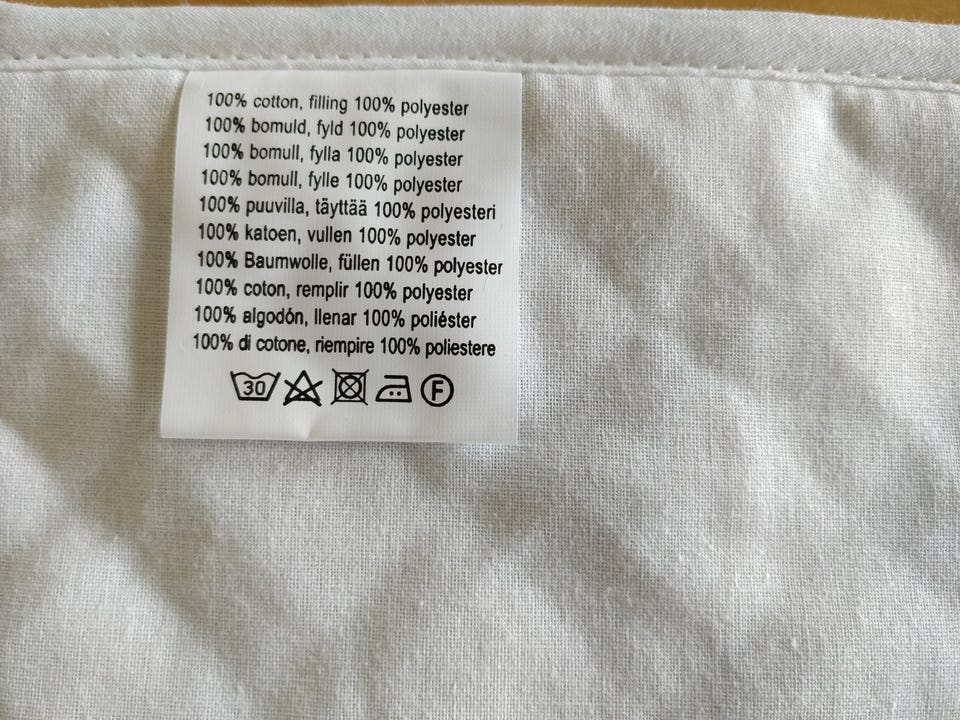 100% cotton, filling 100% polyester
100% bomuld, fyld 100% polyester
100% bomull, fylla 100% polyester
100% bomull, fylle 100% polyester
100% puuvilla, täyttää 100% polyesteri
100% katoen, vullen 100% polyester
100% Baumwolle, füllen 100% polyester
100% coton, remplir 100% polyester
100% algodón, llenar 100% poliéster
100% di cotone, riempire 100% poliestere
30 F